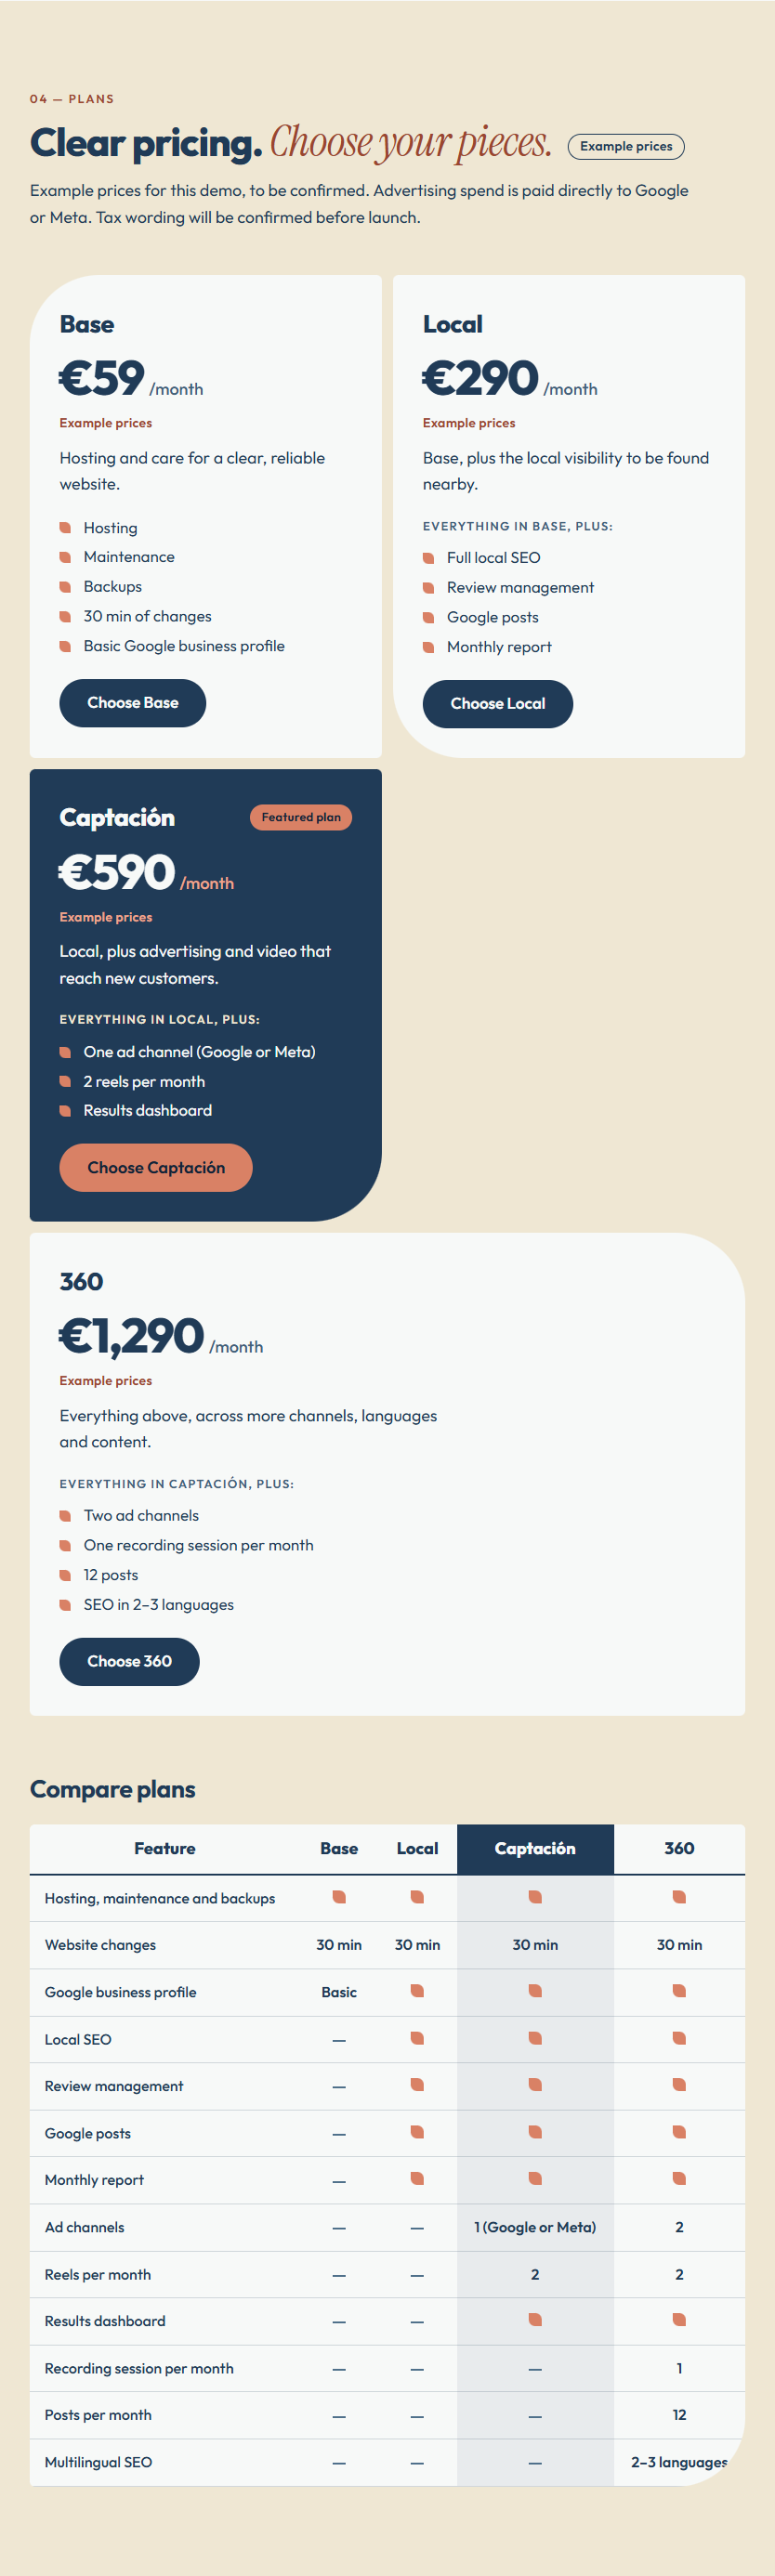 04 — PLANS
Clear pricing. Choose your pieces. Example prices
Example prices for this demo, to be confirmed. Advertising spend is paid directly to Google
or Meta. Tax wording will be confirmed before launch.
Base
€59 /month
Example prices
Hosting and care for a clear, reliable
website.
Hosting
Maintenance
Backups
30 min of changes
Basic Google business profile
Choose Base
Local
€290 /month
Example prices
Base, plus the local visibility to be found
nearby.
EVERYTHING IN BASE, PLUS:
Full local SEO
Review management
Google posts
Monthly report
Choose Local
Captación Featured plan
€590 /month
Example prices
Local, plus advertising and video that
reach new customers.
EVERYTHING IN LOCAL, PLUS:
One ad channel (Google or Meta)
2 reels per month
Results dashboard
Choose Captación
360
€1,290 /month
Example prices
Everything above, across more channels, languages
and content.
EVERYTHING IN CAPTACIÓN, PLUS:
Two ad channels
One recording session per month
12 posts
SEO in 2–3 languages
Choose 360
Compare plans
Feature Base Local Captación 360
Hosting, maintenance and backups
Website changes 30 min 30 min 30 min 30 min
Google business profile Basic
Local SEO —
Review management —
Google posts —
Monthly report —
Ad channels — — 1 (Google or Meta) 2
Reels per month — — 2 2
Results dashboard — —
Recording session per month — — — 1
Posts per month — — — 12
Multilingual SEO — — — 2–3 languages